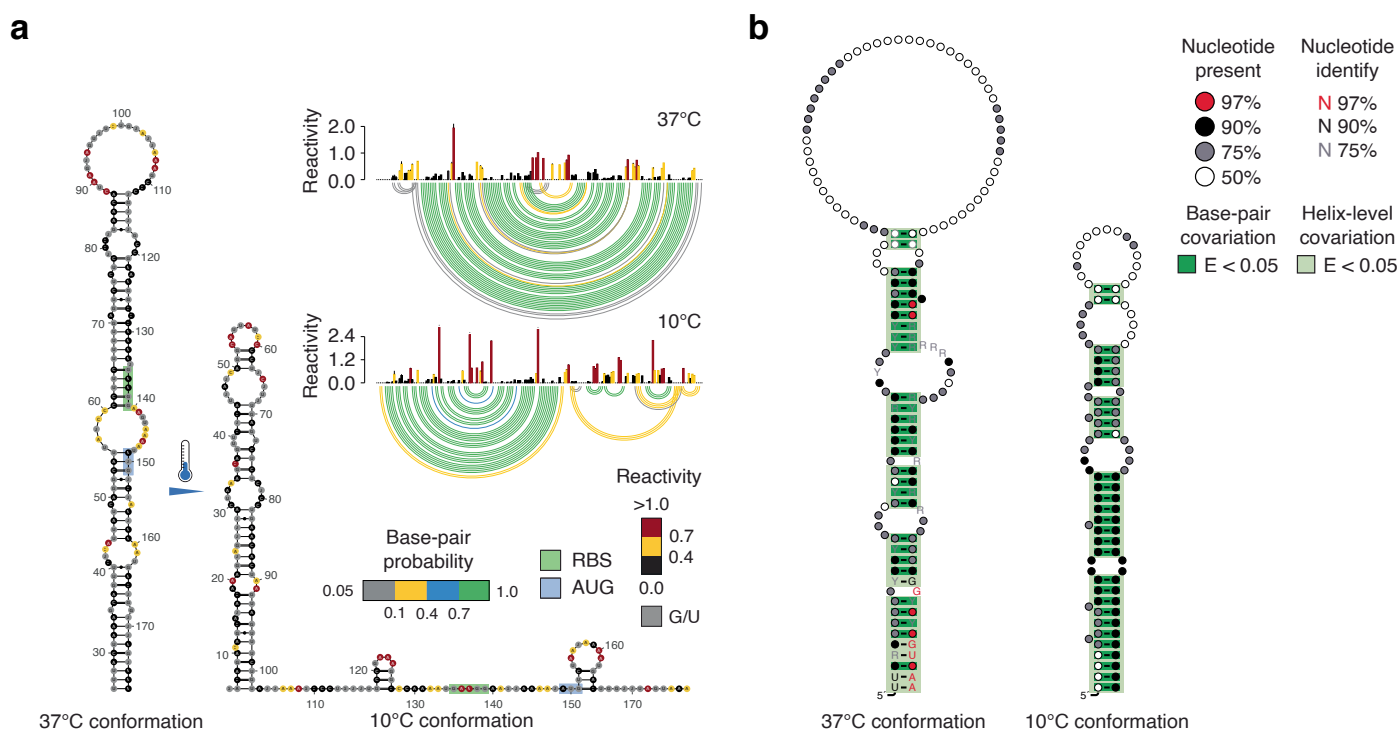 a
100
90
110
80
120
70
130
60
140
150
50
160
40
170
30
37°C conformation
50
60
40
70
30
80
20
90
10
100
110
120
130
140
150
160
170
10°C conformation
37°C
Reactivity
2.0
1.0
0.0
10°C
Reactivity
2.4
1.2
0.0
Base-pair
probability
0.05
1.0
0.1
0.4
0.7
RBS
AUG
Reactivity
>1.0
0.7
0.4
0.0
G/U
b
R
R
R
Y
R
R
Y G
G
G
R U
U A
U A
5´
37°C conformation
5´
10°C conformation
Nucleotide
present
97%
90%
75%
50%
Nucleotide
identify
N 97%
N 90%
N 75%
Base-pair
covariation
E < 0.05
Helix-level
covariation
E < 0.05